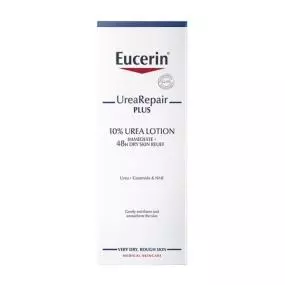 Eucerin®
UreaRepair
PLUS
10% UREA LOTION
IMMEDIATE +
48H DRY SKIN RELIEF
Urea + Ceramide & NMF
Gently exfoliates and
smoothens the skin
VERY DRY, ROUGH SKIN
MEDICAL SKINCARE